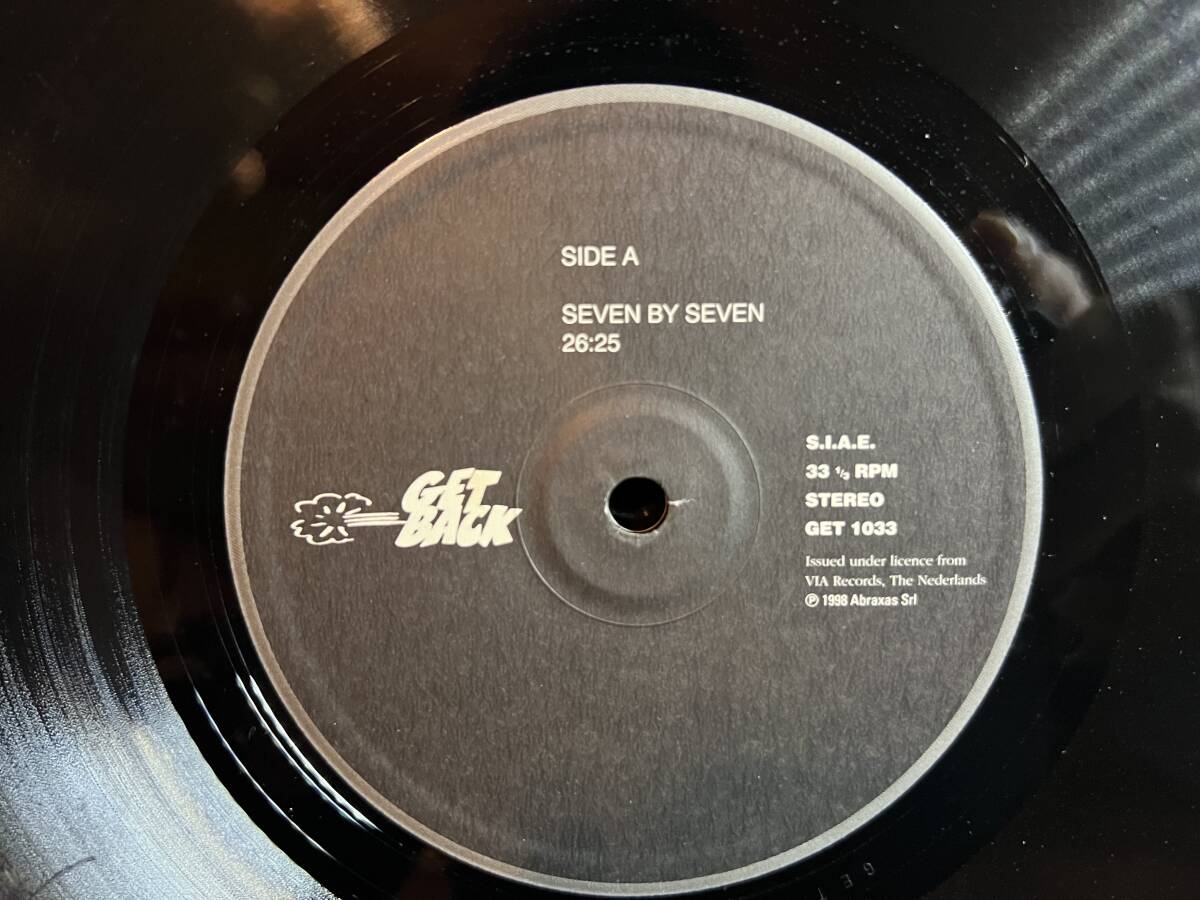 SIDE A
SEVEN BY SEVEN
26:25
GET
BACK
S.I.A.E.
33 1/3 RPM
STEREO
GET 1033
Issued under licence from
VIA Records, The Nederlands
℗ 1998 Abraxas Srl
GET